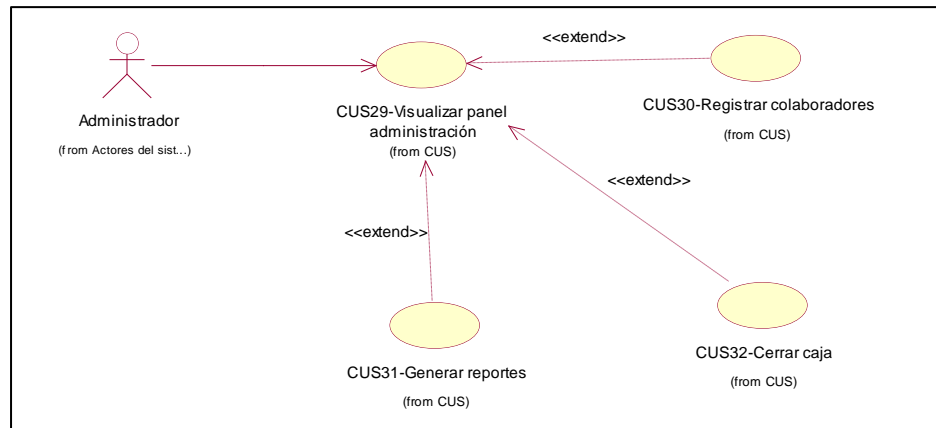 <<extend>>
Administrador
(from Actores del sist...)
CUS29-Visualizar panel
administración
(from CUS)
CUS30-Registrar colaboradores
(from CUS)
<<extend>>
<<extend>>
CUS31-Generar reportes
(from CUS)
CUS32-Cerrar caja
(from CUS)